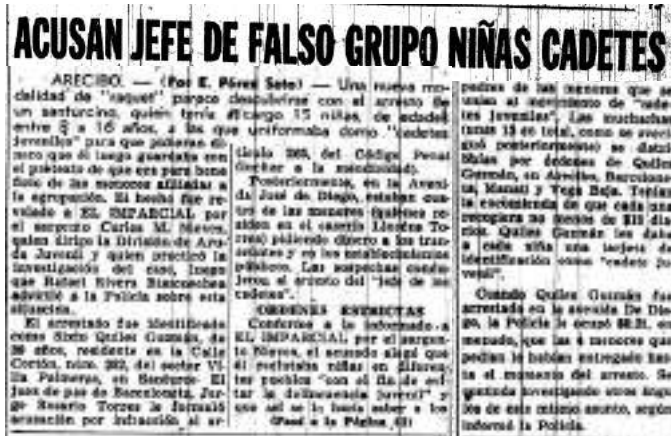 ACUSAN JEFE DE FALSO GRUPO NIÑAS CADETES
ARECIBO. — (Por E. Pérez Soto) — Una nueva mo-
dalidad de "raquet" parece descubrirse con el arresto de
un santurcino, quien tenía a cargo 15 niñas, de edades
entre 8 a 16 años, a las que uniformaba como "cadetes
juveniles" para que pidieran di-
nero que él luego guardaba con
el pretexto de que era para bene-
ficio de las menores afiliadas a
la agrupación. El hecho fue re-
velado a EL IMPARCIAL por
el sargento Carlos M. Nieves,
quien dirige la División de Ayu-
da Juvenil y quien practicó la
investigación del caso, luego
que Rafael Rivera
advirtió a la Policía sobre esta
situación.
El arrestado fue identificado
como Sixto Quiles Guzmán, de
años, residente en la Calle
núm. del sector Vi-
lla Palmeras, en Santurce. El
juez de paz de Barceloneta, Jor-
ge Rosario Torres le formuló
acusación por infracción al ar-
tículo del Código Penal
(incitar a la mendicidad).
Posteriormente, en la Aveni-
da José de Diego, estaban cua-
tro de las menores (quienes re-
siden en el caserío To-
rres) pidiendo dinero a los tran-
seúntes y en los establecimientos
públicos. Las sospechas condu-
jeron al arresto del "jefe de las
cadetes".
ORDENES ESTRICTAS
Conforme a lo informado a
EL IMPARCIAL por el sargen-
to Nieves, el acusado alegó que
él reclutaba niñas en diferen-
tes pueblos "con el fin de evi-
tar la delincuencia juvenil" y
que así se lo hacía saber a los
(Pasa a la Página
padres de las menores que se
unían al movimiento de "cade-
tes juveniles". Las muchachas
(unas 15 en total, como se averi-
guó posteriormente) se distri-
buían por órdenes de Quiles
Guzmán, en Arecibo, Barcelone-
ta, Manatí y Vega Baja. Tenían
la encomienda de que cada una
recogiera no menos de dia-
rios. Quiles Guzmán les daba
a cada niña una tarjeta de
identificación como "cadete ju-
venil".
Cuando Quiles Guzmán fue
arrestado en la avenida De Die-
go, la Policía le ocupó en
menudo, que las 4 menores que
pedían le habían entregado has-
ta el momento del arresto. Se
continúa investigando otros ángu-
los de este mismo asunto, según
informó la Policía.